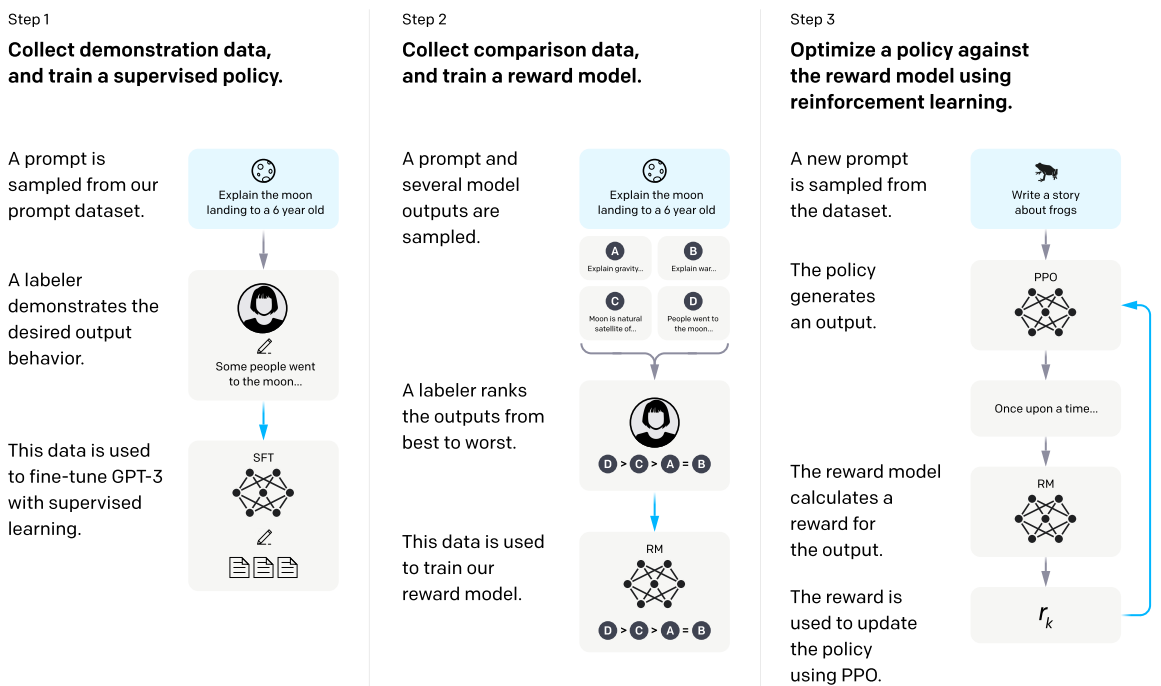 Step 1
Collect demonstration data,
and train a supervised policy.
A prompt is
sampled from our
prompt dataset.
Explain the moon
landing to a 6 year old
A labeler
demonstrates the
desired output
behavior.
Some people went
to the moon...
This data is used
to fine-tune GPT-3
with supervised
learning.
SFT
Step 2
Collect comparison data,
and train a reward model.
A prompt and
several model
outputs are
sampled.
Explain the moon
landing to a 6 year old
A
Explain gravity...
B
Explain war...
C
Moon is natural
satellite of...
D
People went to
the moon...
A labeler ranks
the outputs from
best to worst.
D > C > A = B
This data is used
to train our
reward model.
RM
D > C > A = B
Step 3
Optimize a policy against
the reward model using
reinforcement learning.
A new prompt
is sampled from
the dataset.
Write a story
about frogs
The policy
generates
an output.
PPO
Once upon a time...
The reward model
calculates a
reward for
the output.
RM
The reward is
used to update
the policy
using PPO.
rk